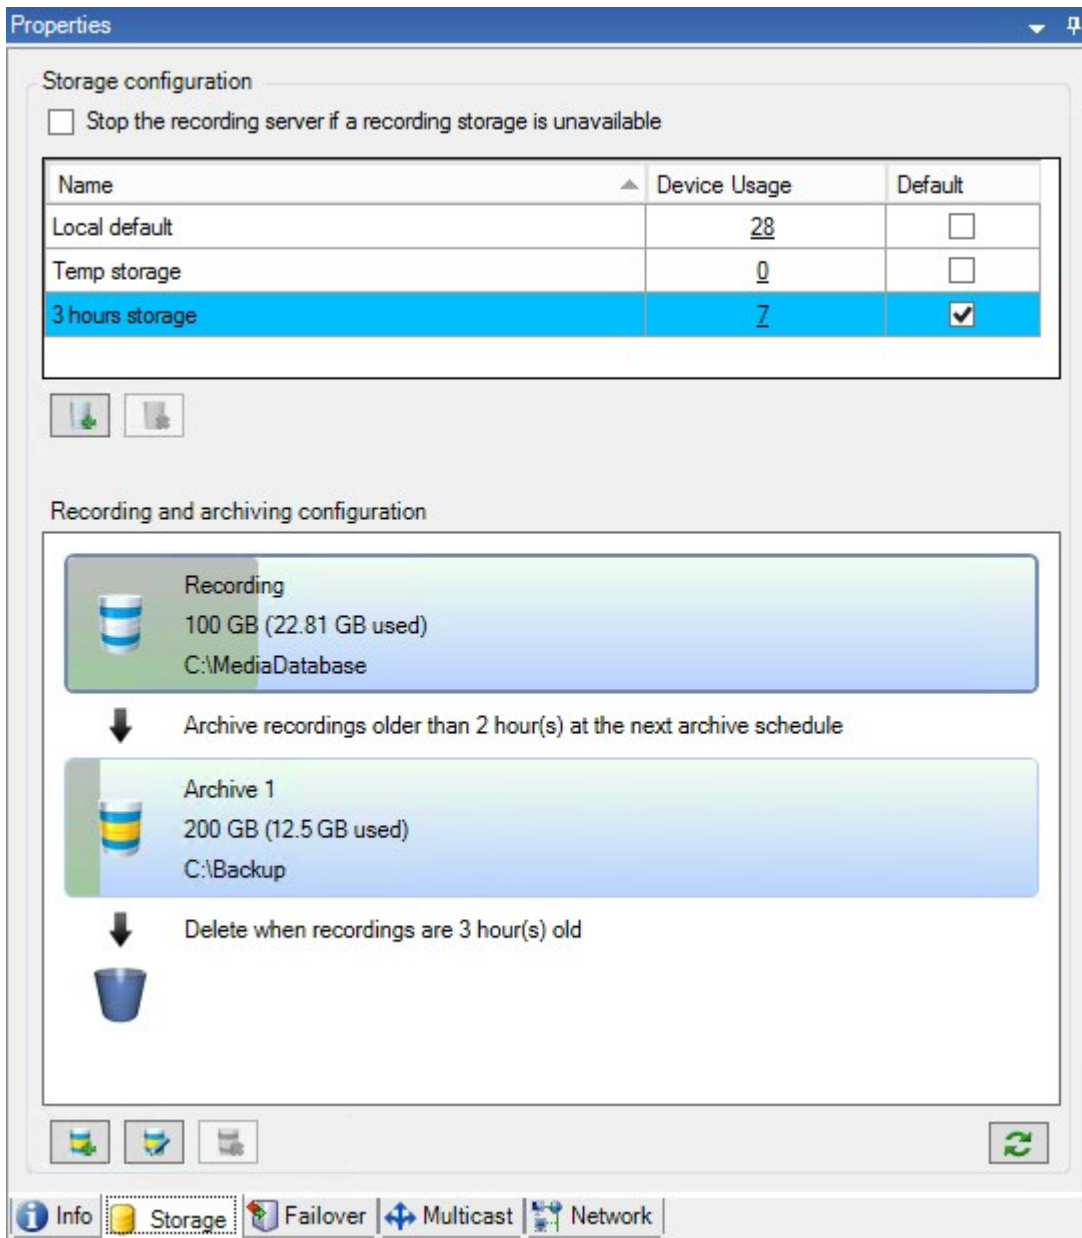 Properties
Storage configuration
Stop the recording server if a recording storage is unavailable
Name Device Usage Default
Local default 28
Temp storage 0
3 hours storage 7
Recording and archiving configuration
Recording
100 GB (22.81 GB used)
C:\MediaDatabase
Archive recordings older than 2 hour(s) at the next archive schedule
Archive 1
200 GB (12.5 GB used)
C:\Backup
Delete when recordings are 3 hour(s) old
Info Storage Failover Multicast Network